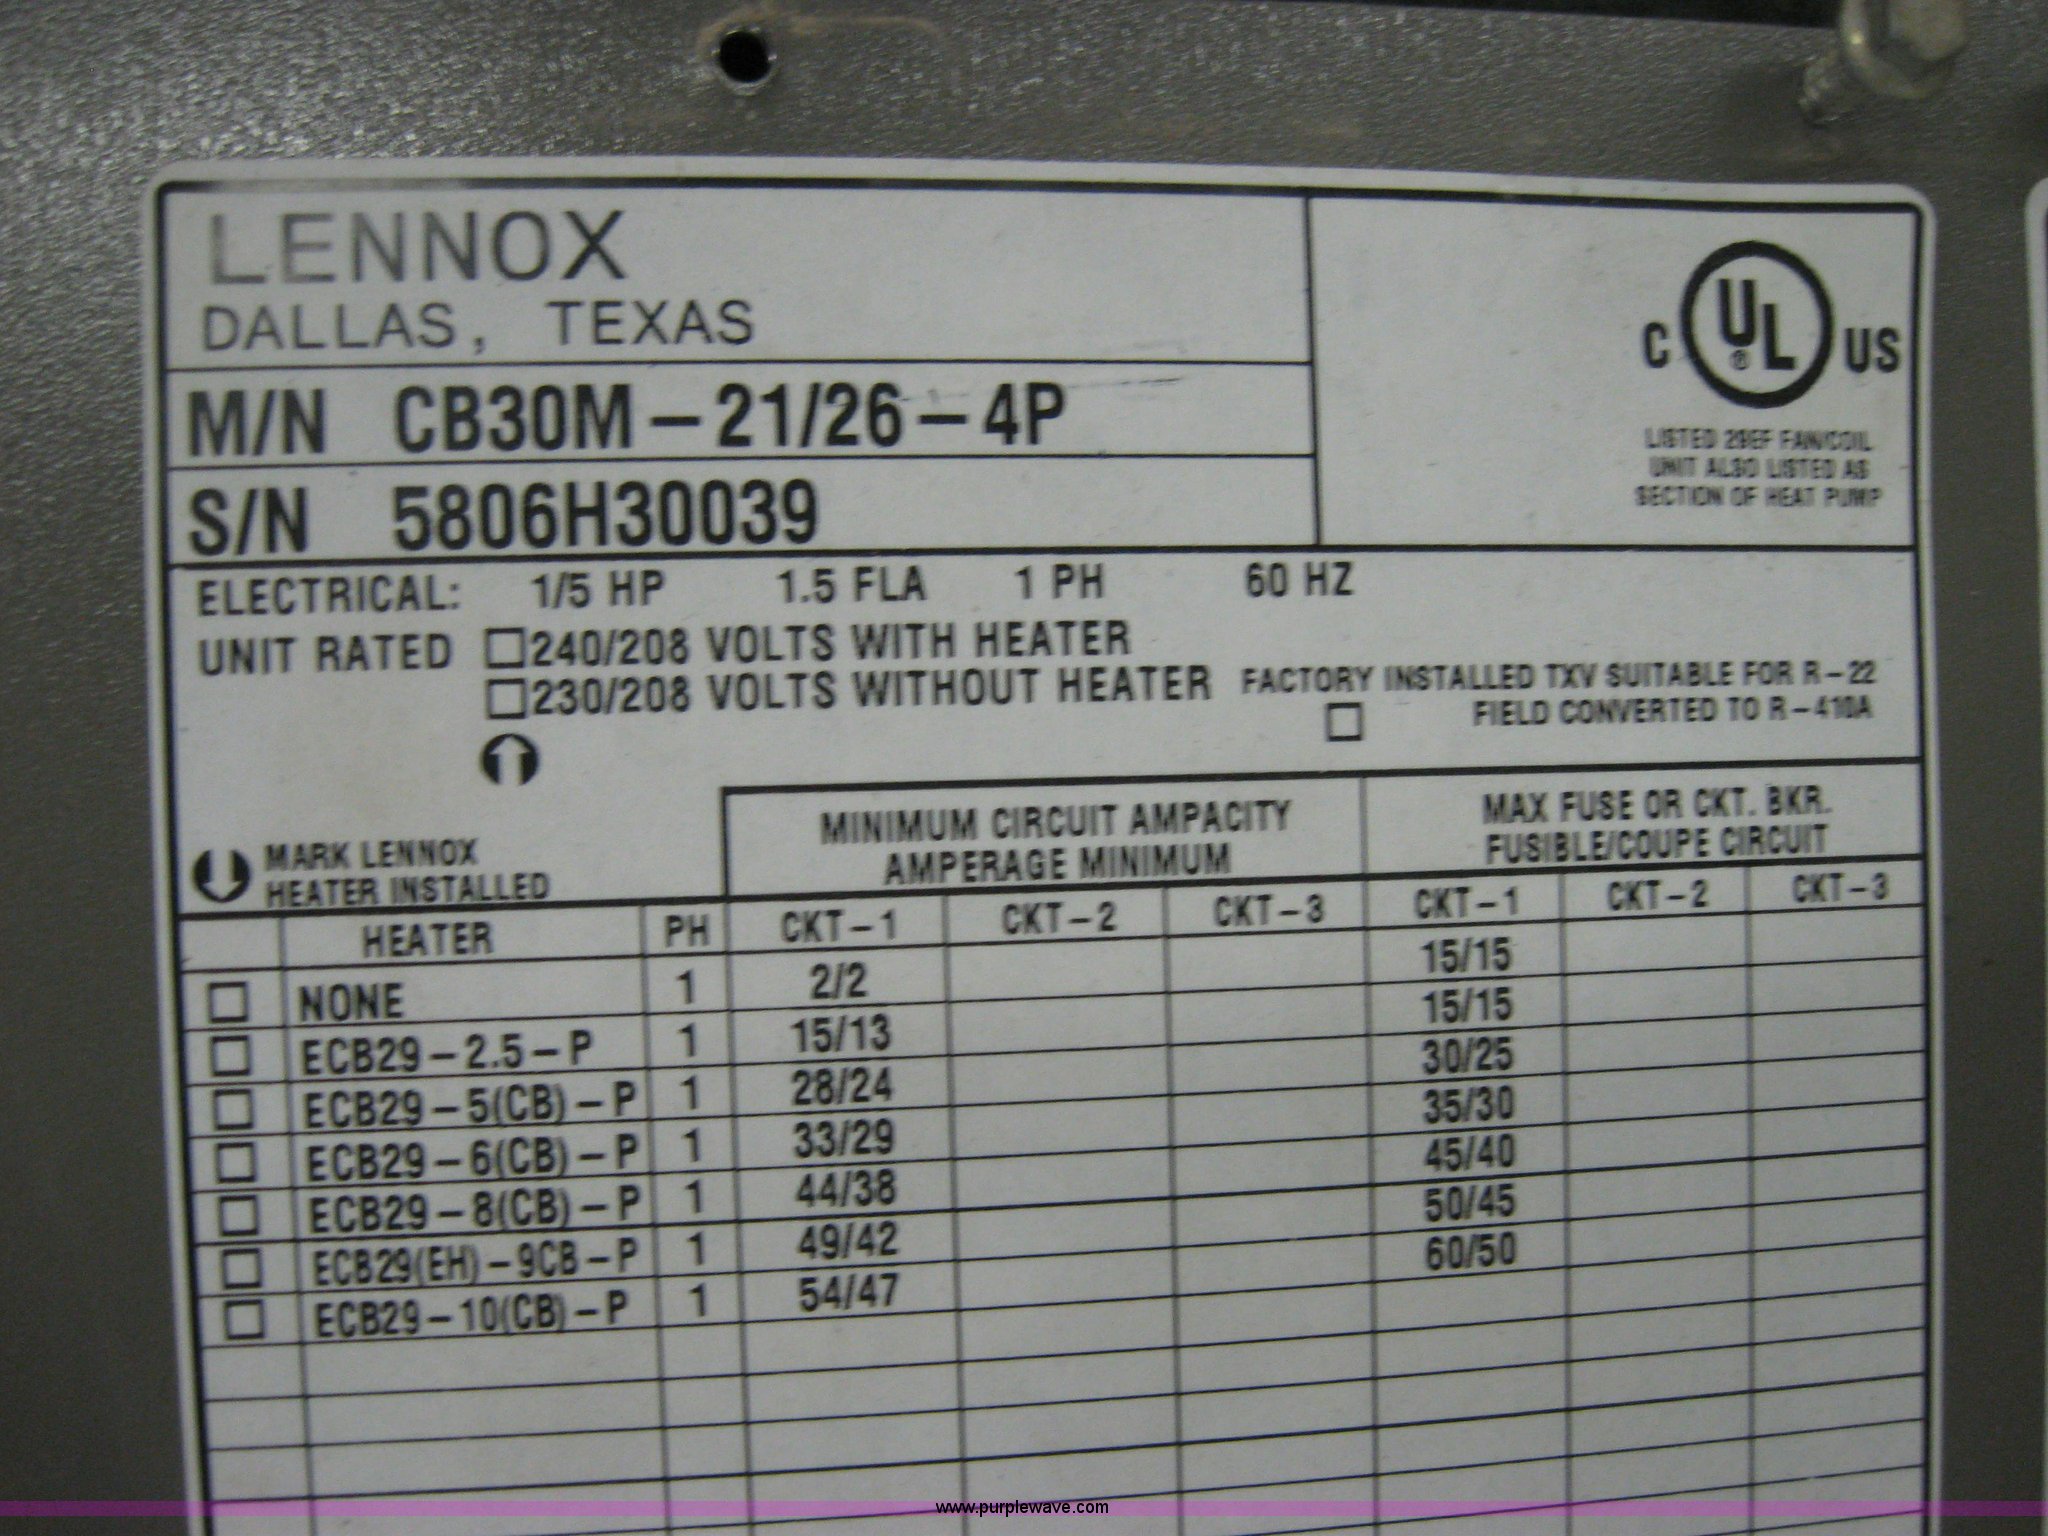 LENNOX
DALLAS, TEXAS
C UL ® US
M/N CB30M-21/26-4P
LISTED 29EF FAN/COIL
UNIT ALSO LISTED AS
SECTION OF HEAT PUMP
S/N 5806H30039
ELECTRICAL: 1/5 HP 1.5 FLA 1 PH 60 HZ
UNIT RATED 240/208 VOLTS WITH HEATER
230/208 VOLTS WITHOUT HEATER
FACTORY INSTALLED TXV SUITABLE FOR R-22
FIELD CONVERTED TO R-410A
MARK LENNOX
HEATER INSTALLED
MINIMUM CIRCUIT AMPACITY
AMPERAGE MINIMUM
MAX FUSE OR CKT. BKR.
FUSIBLE/COUPE CIRCUIT
HEATER PH CKT-1 CKT-2 CKT-3 CKT-1 CKT-2 CKT-3
NONE 1 2/2 15/15
ECB29-2.5-P 1 15/13 15/15
ECB29-5(CB)-P 1 28/24 30/25
ECB29-6(CB)-P 1 33/29 35/30
ECB29-8(CB)-P 1 44/38 45/40
ECB29(EH)-9CB-P 1 49/42 50/45
ECB29-10(CB)-P 1 54/47 60/50
www.purplewave.com